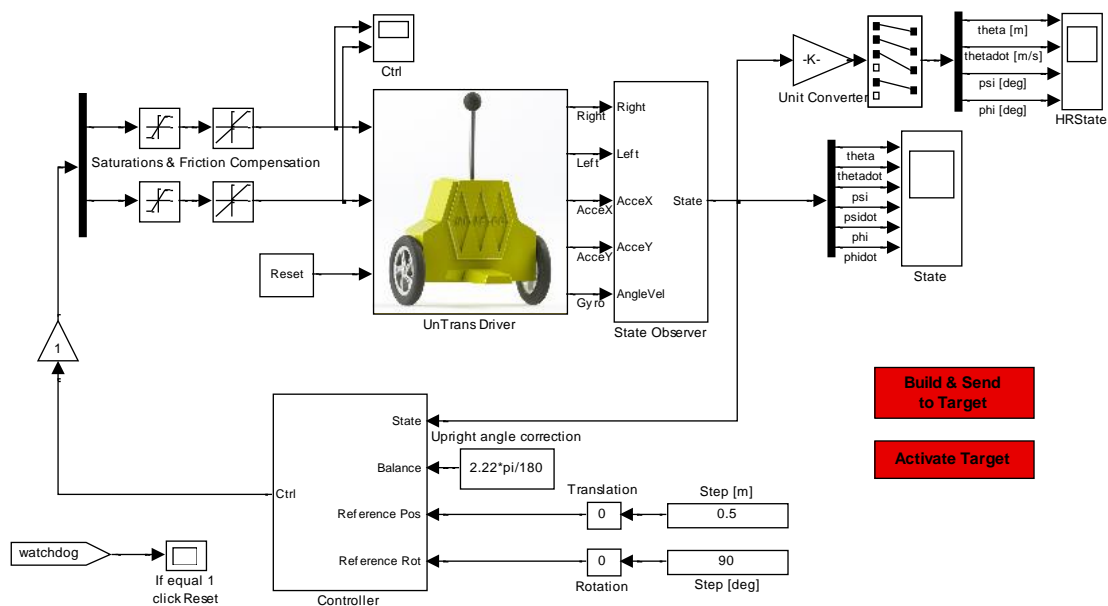 Ctrl
-K-
Unit Converter
theta [m]
thetadot [m/s]
psi [deg]
phi [deg]
HRState
Saturations & Friction Compensation
Right
Left
AcceX
AcceY
Gyro
Right
Left
AcceX
AcceY
AngleVel
State
State Observer
theta
thetadot
psi
psidot
phi
phidot
State
Reset
UnTrans Driver
1
Build & Send
to Target
Activate Target
State
Balance
Reference Pos
Reference Rot
Ctrl
Controller
Upright angle correction
2.22*pi/180
Translation
0
Step [m]
0.5
0
Rotation
90
Step [deg]
watchdog
If equal 1
click Reset